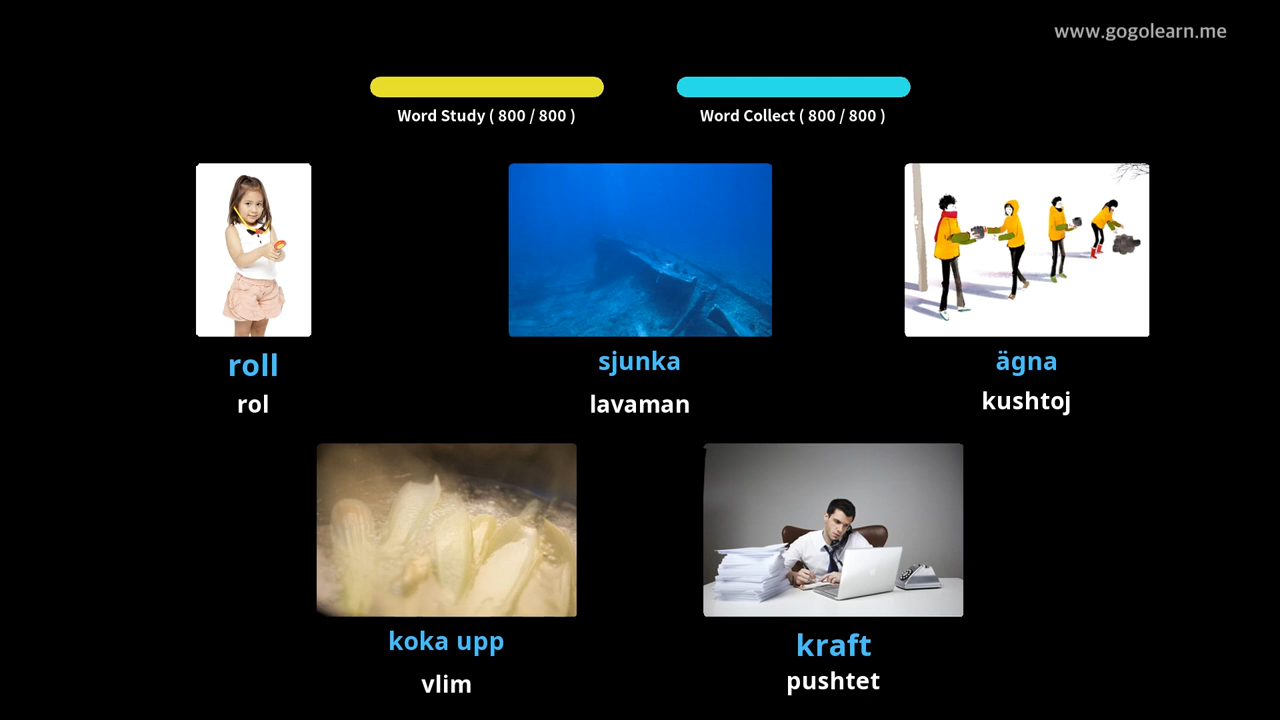 www.gogolearn.me
Word Study ( 800 / 800 )
Word Collect ( 800 / 800 )
roll
rol
sjunka
lavaman
ägna
kushtoj
koka upp
vlim
kraft
pushtet